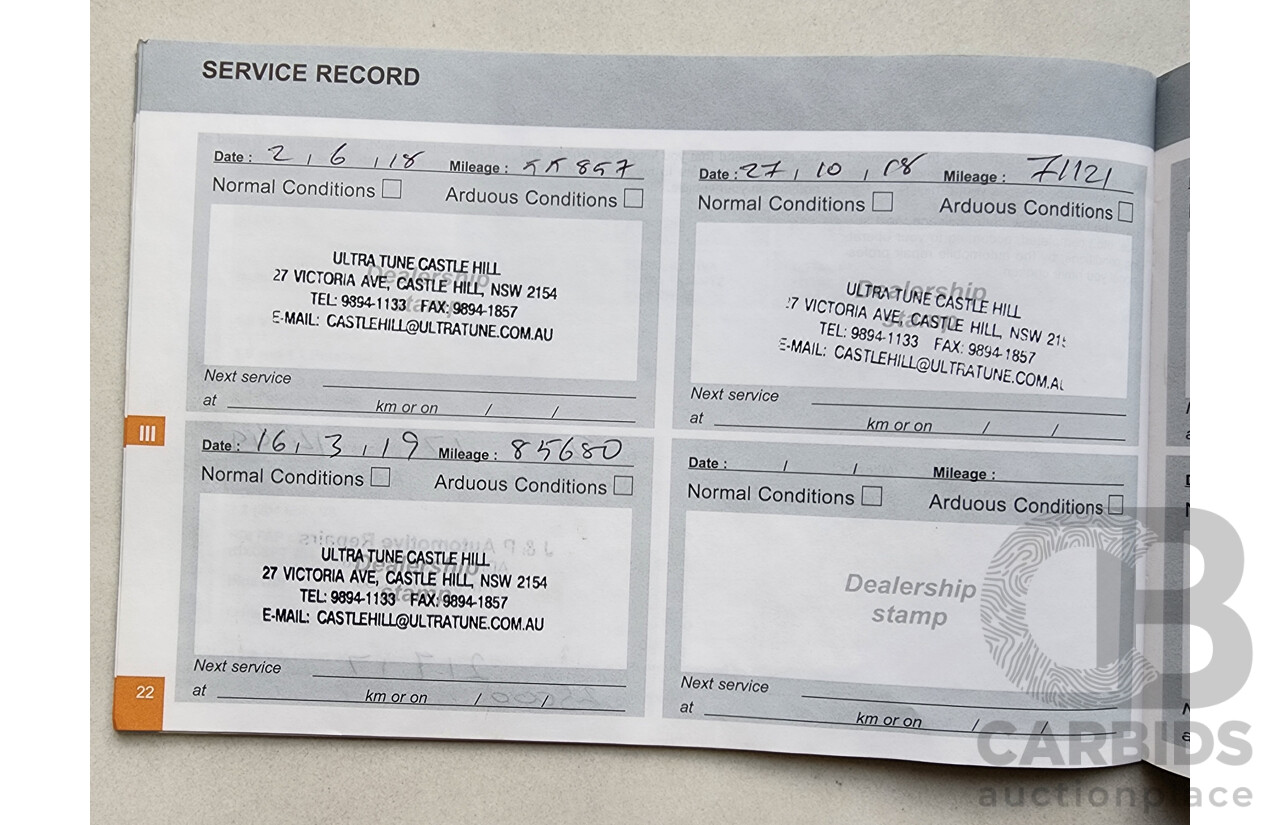 SERVICE RECORD
Date : 2 / 6 / 18 Mileage : 55857
Normal Conditions Arduous Conditions
Dealership
stamp
ULTRA TUNE CASTLE HILL
27 VICTORIA AVE, CASTLE HILL, NSW 2154
TEL: 9894-1133 FAX: 9894-1857
E-MAIL: CASTLEHILL@ULTRATUNE.COM.AU
Next service
at km or on / /
Date : 27 / 10 / 18 Mileage : 71121
Normal Conditions Arduous Conditions
Dealership
stamp
ULTRA TUNE CASTLE HILL
27 VICTORIA AVE, CASTLE HILL, NSW 215
TEL: 9894-1133 FAX: 9894-1857
E-MAIL: CASTLEHILL@ULTRATUNE.COM.AU
Next service
at km or on / /
III
Date : 16 / 3 / 19 Mileage : 85680
Normal Conditions Arduous Conditions
Dealership
stamp
ULTRA TUNE CASTLE HILL
27 VICTORIA AVE, CASTLE HILL, NSW 2154
TEL: 9894-1133 FAX: 9894-1857
E-MAIL: CASTLEHILL@ULTRATUNE.COM.AU
Next service
at km or on / /
Date : / / Mileage :
Normal Conditions Arduous Conditions
Dealership
stamp
Next service
at km or on / /
22
CB
CARBIDS
auctionplace